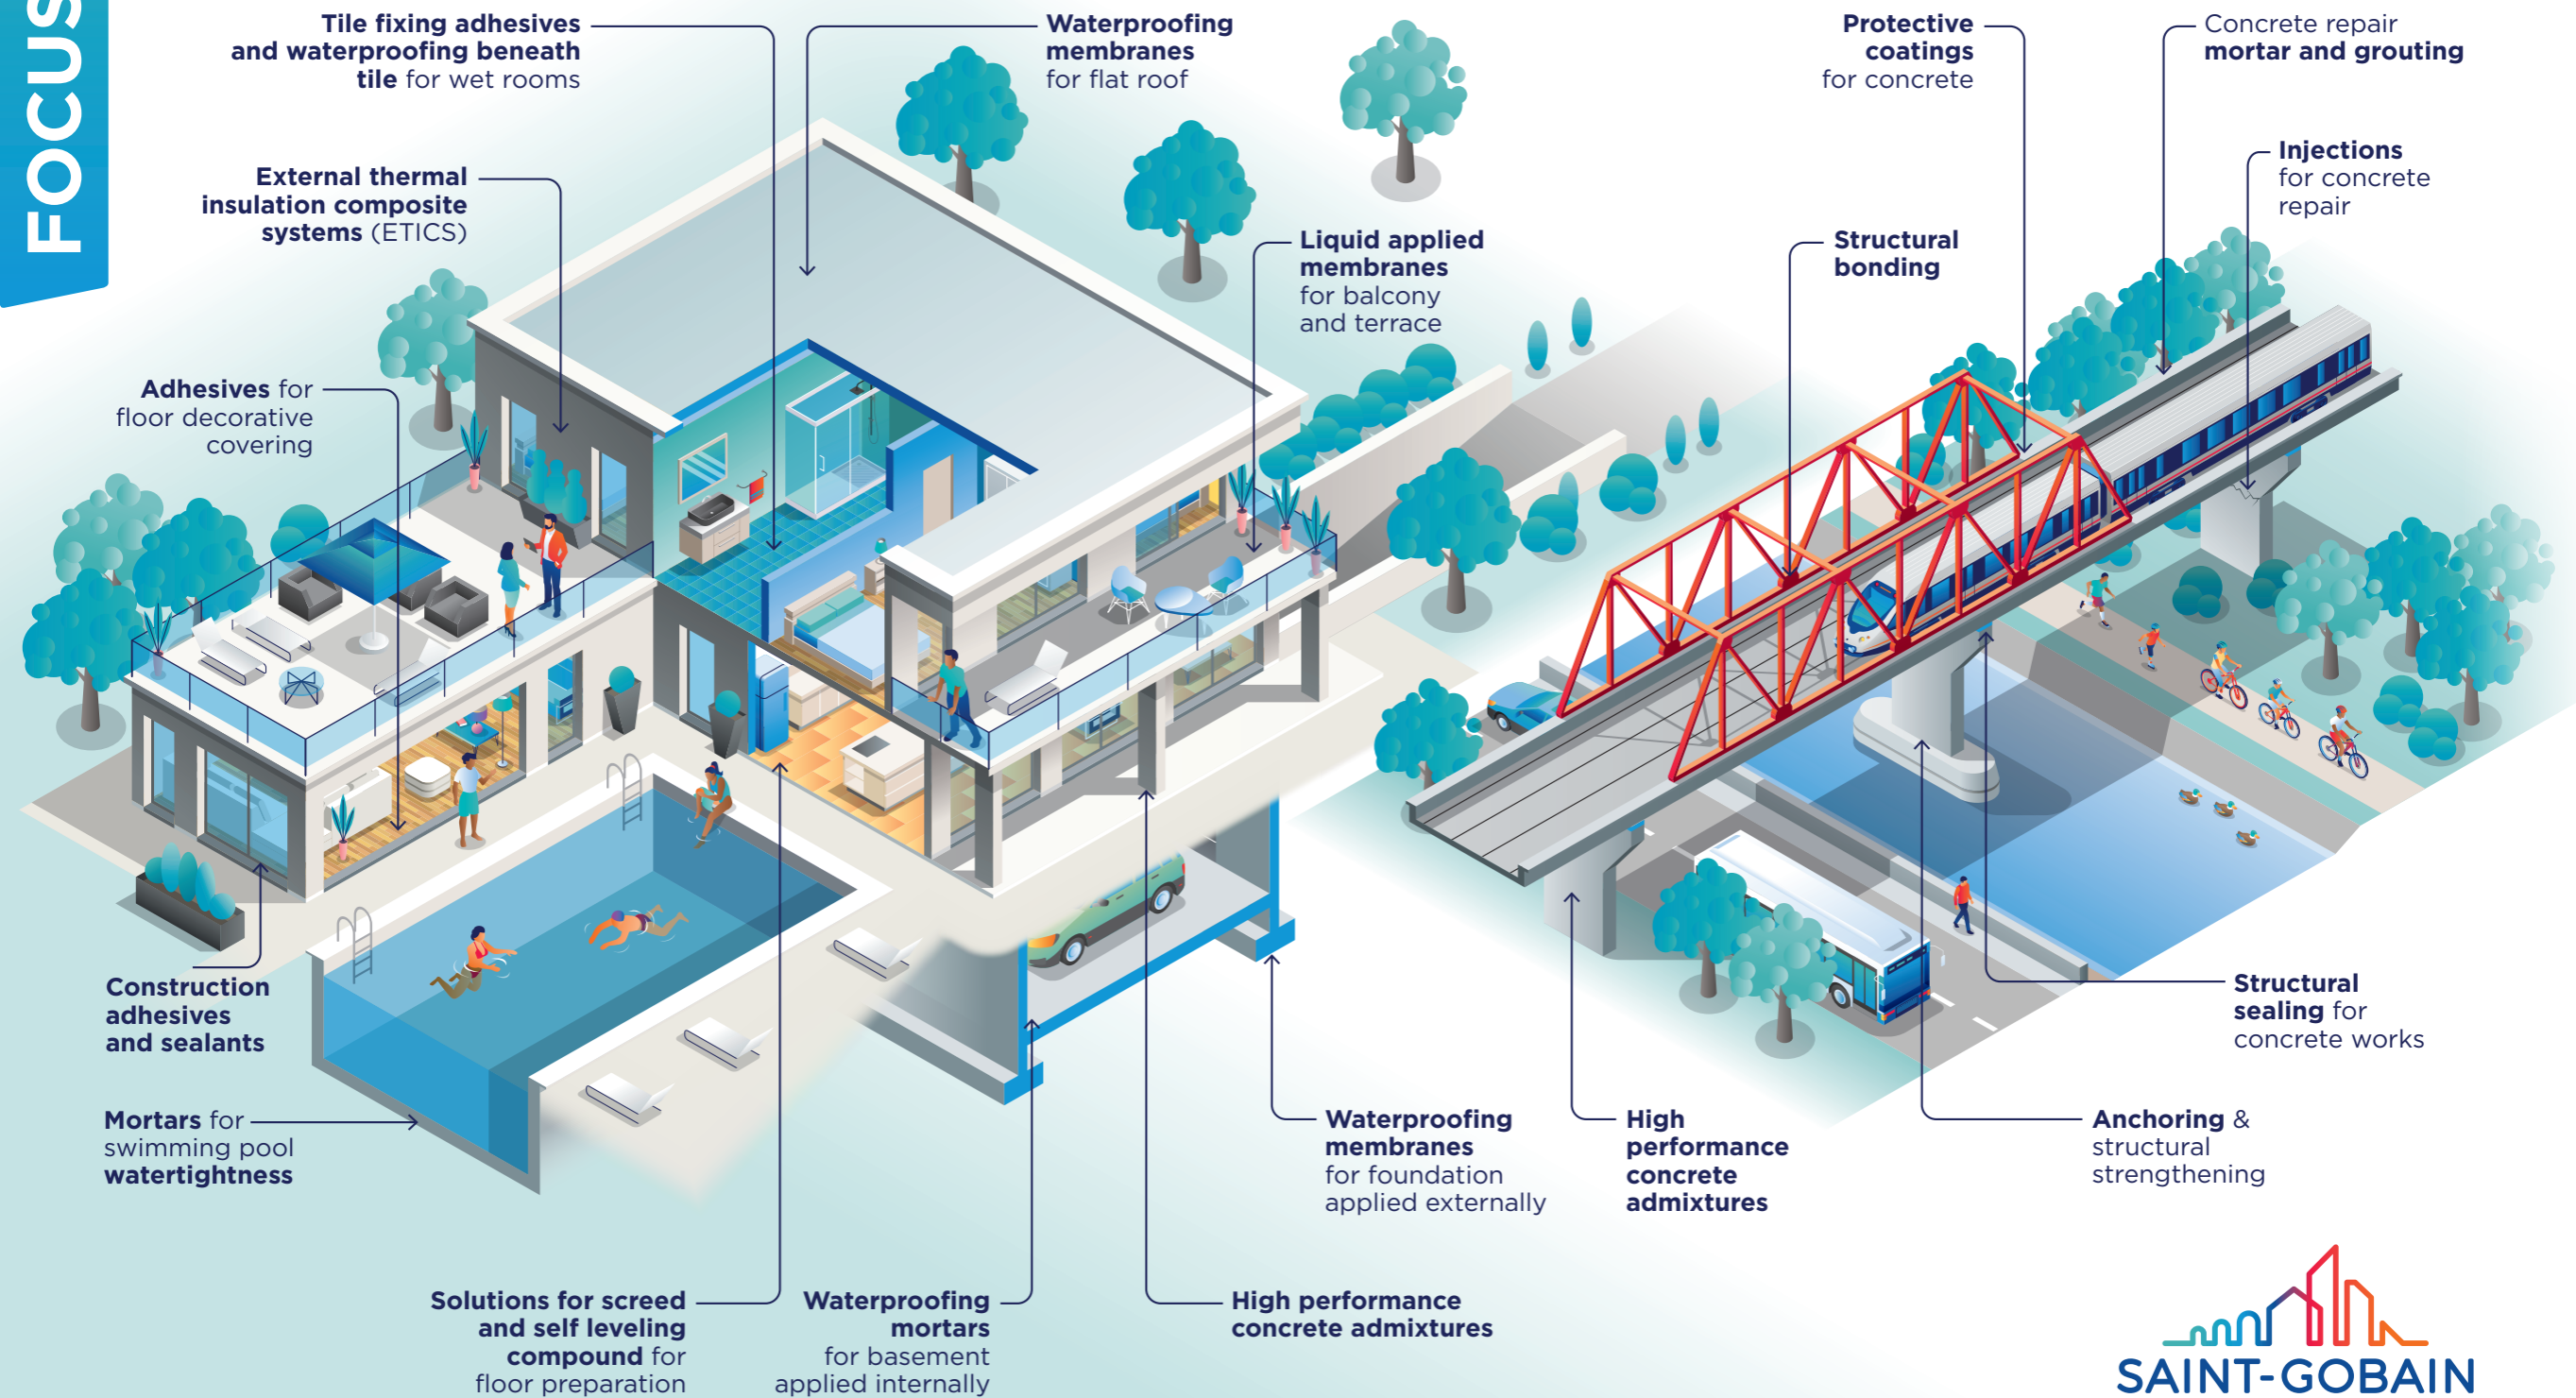 FOCUS
Tile fixing adhesives
and waterproofing beneath
tile for wet rooms
Waterproofing
membranes
for flat roof
Protective
coatings
for concrete
Concrete repair
mortar and grouting
External thermal
insulation composite
systems (ETICS)
Injections
for concrete
repair
Liquid applied
membranes
for balcony
and terrace
Structural
bonding
Adhesives for
floor decorative
covering
Construction
adhesives
and sealants
Structural
sealing for
concrete works
Mortars for
swimming pool
watertightness
Waterproofing
membranes
for foundation
applied externally
High
performance
concrete
admixtures
Anchoring &
structural
strengthening
Solutions for screed
and self leveling
compound for
floor preparation
Waterproofing
mortars
for basement
applied internally
High performance
concrete admixtures
SAINT-GOBAIN